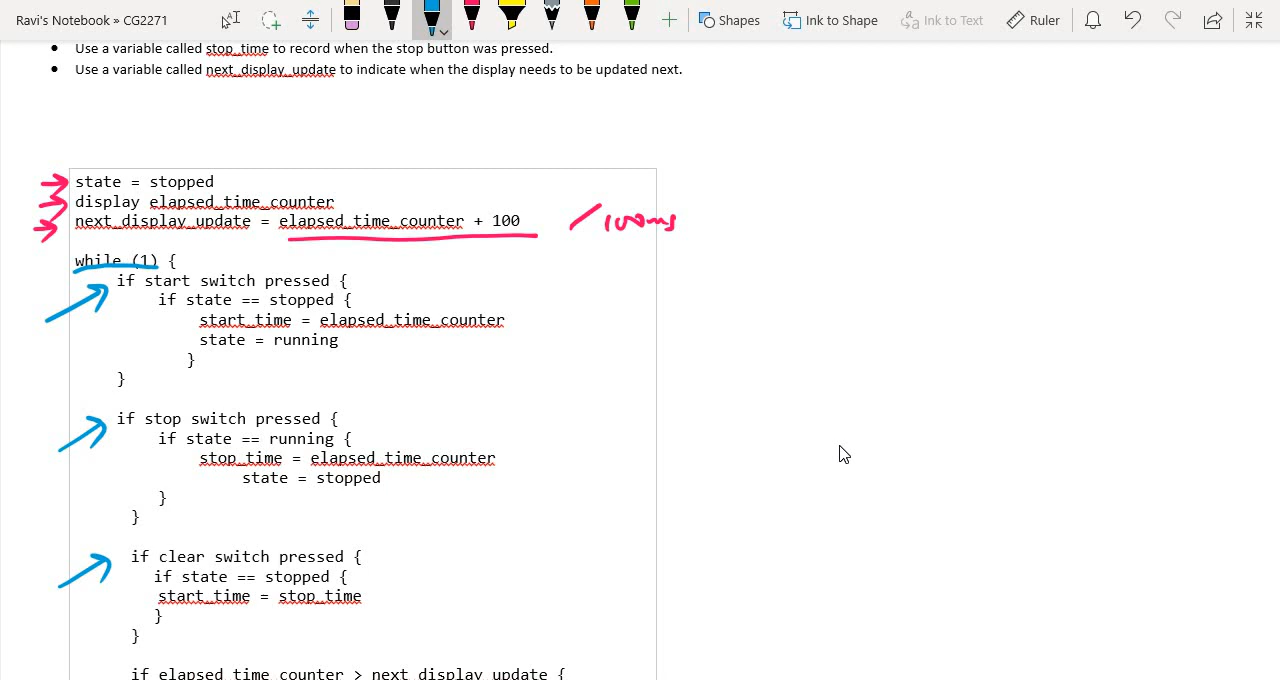 Ravi's Notebook » CG2271
Shapes
Ink to Shape
Ink to Text
Ruler
• Use a variable called stop_time to record when the stop button was pressed.
• Use a variable called next_display_update to indicate when the display needs to be updated next.
state = stopped
display elapsed_time_counter
next_display_update = elapsed_time_counter + 100 / 100ms
while (1) {
if start switch pressed {
if state == stopped {
start_time = elapsed_time_counter
state = running
}
}
if stop switch pressed {
if state == running {
stop_time = elapsed_time_counter
state = stopped
}
}
if clear switch pressed {
if state == stopped {
start_time = stop_time
}
}
if elapsed_time_counter > next_display_update {